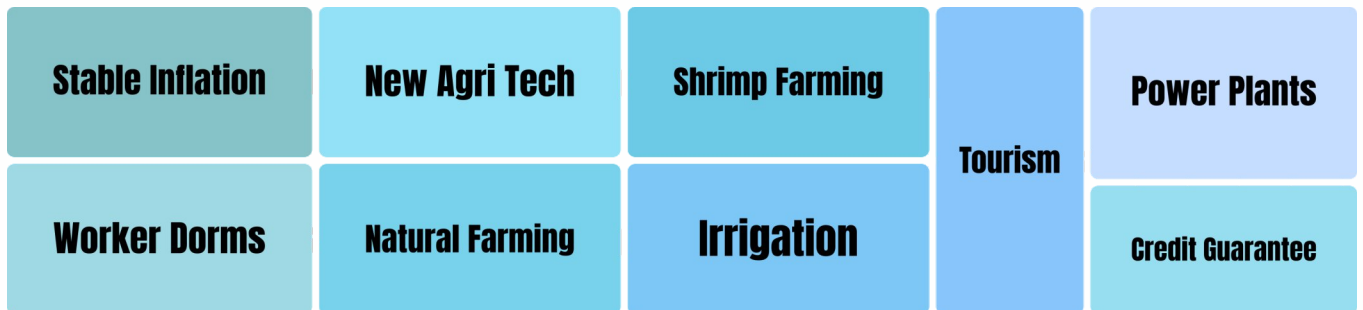 Stable Inflation
New Agri Tech
Shrimp Farming
Tourism
Power Plants
Worker Dorms
Natural Farming
Irrigation
Credit Guarantee